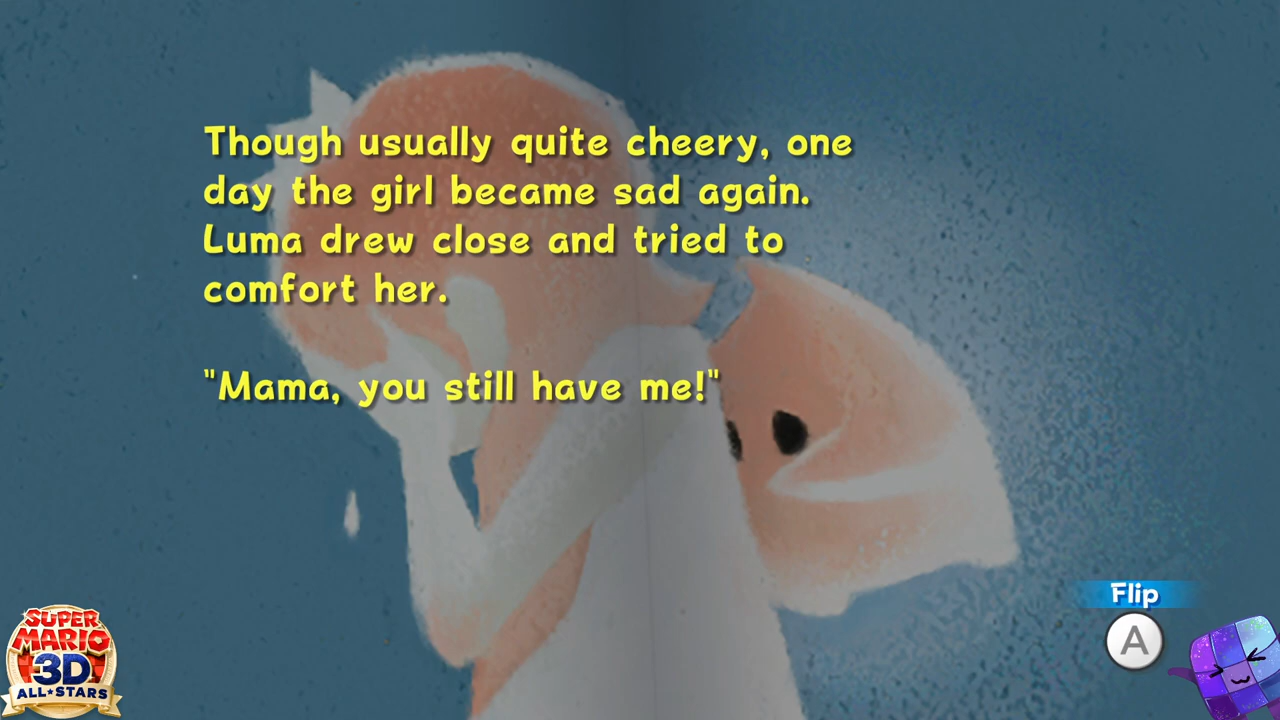 Though usually quite cheery, one
day the girl became sad again.
Luma drew close and tried to
comfort her.
"Mama, you still have me!"
Flip
A
SUPER
MARIO
3D
ALL★STARS